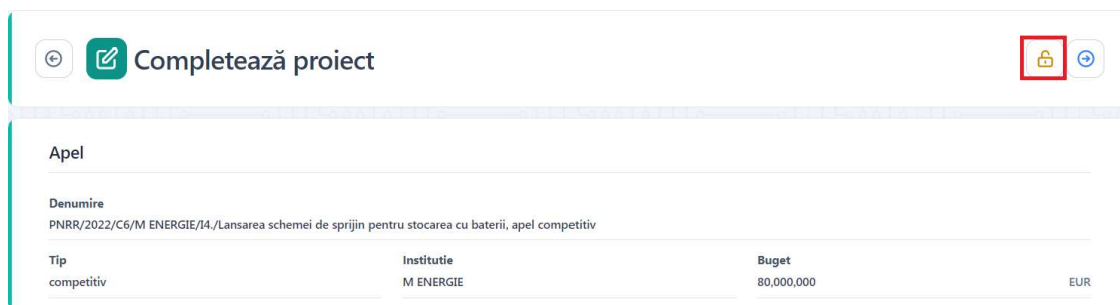 Completează proiect
Apel
Denumire
PNRR/2022/C6/M ENERGIE/I4./Lansarea schemei de sprijin pentru stocarea cu baterii, apel competitiv
Tip Institutie Buget
competitiv M ENERGIE 80,000,000 EUR